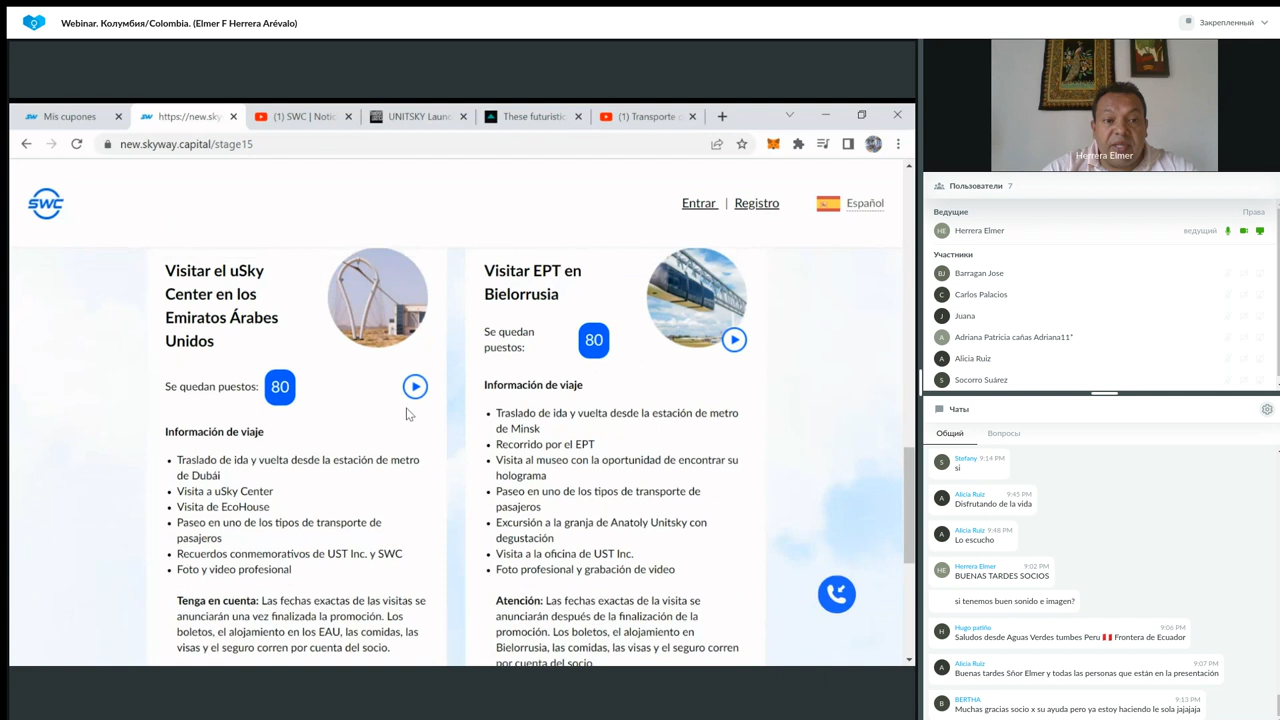 Webinar. Колумбия/Colombia. (Elmer F Herrera Arévalo)
Закрепленный
Mis cupones
https://new.sky
(1) SWC | Notic
UNITSKY Laun
These futuristic
(1) Transporte c
new.skyway.capital/stage15
SWC
Entrar | Registro
Español
Visitar el uSky
Center en los
Emiratos Árabes
Unidos
Se quedan puestos: 80
Información de viaje
• Traslado de ida y vuelta desde la estación de metro
de Dubái
• Visita a uSky Center
• Visita de EcoHouse
• Paseo en uno de los tipos de transporte de
pasajeros
• Recuerdos conmemorativos de UST Inc. y SWC
• Foto y video profesional
Tenga en cuenta: Las fechas exactas de las visitas se
anunciarán una vez finalizada la promoción. Los
boletos, el alojamiento en los EAU, las comidas, las
visas y el seguro corren por cuenta del socio.
Visitar EPT en
Bielorrusia
Se quedan
puestos:
80
Información de viaje
• Traslado de ida y vuelta desde la estación de metro
de Minsk
• Recorrido por el EPT
• Visita al museo con la oportunidad de encontrar su
holograma
• Paseo en uno de los tipos de transporte de
pasajeros
• Excursión a la granja de Anatoly Unitsky con
degustación
• Visita a la oficina de UST Inc.
• Foto profesional y grabación de video
Atención: Las fechas exactas de la visita se
anunciarán después de la finalización de la
promoción. Los boletos, el alojamiento en
Bielorrusia, las comidas, las visas y el seguro corren
por cuenta del socio
Herrera Elmer
Пользователи 7
Ведущие
Права
HE Herrera Elmer ведущий
Участники
BJ Barragan Jose
C Carlos Palacios
J Juana
A Adriana Patricia cañas Adriana11*
A Alicia Ruiz
S Socorro Suárez
Чаты
Общий
Вопросы
S Stefany 9:14 PM
si
A Alicia Ruiz 9:45 PM
Disfrutando de la vida
A Alicia Ruiz 9:48 PM
Lo escucho
HE Herrera Elmer 9:02 PM
BUENAS TARDES SOCIOS
si tenemos buen sonido e imagen?
H Hugo patiño 9:06 PM
Saludos desde Aguas Verdes tumbes Peru 🇵🇪 Frontera de Ecuador
A Alicia Ruiz 9:07 PM
Buenas tardes Sñor Elmer y todas las personas que están en la presentación
B BERTHA 9:13 PM
Muchas gracias socio x su ayuda pero ya estoy haciendo le sola jajajaja